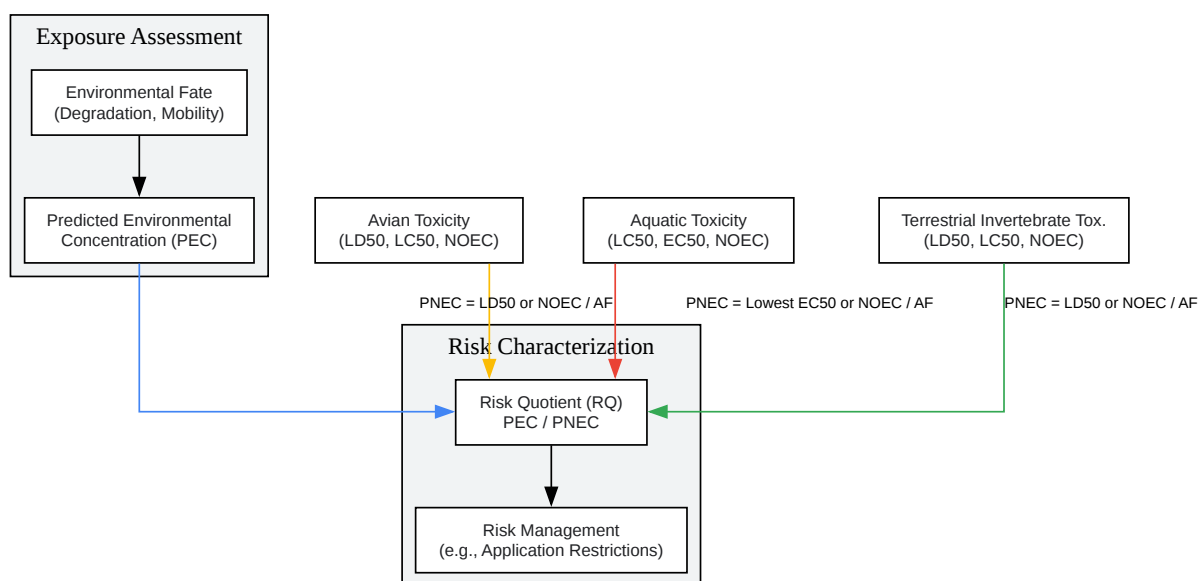 Exposure Assessment
Environmental Fate
(Degradation, Mobility)
Predicted Environmental
Concentration (PEC)
Avian Toxicity
(LD50, LC50, NOEC)
Aquatic Toxicity
(LC50, EC50, NOEC)
Terrestrial Invertebrate Tox.
(LD50, LC50, NOEC)
PNEC = LD50 or NOEC / AF
PNEC = Lowest EC50 or NOEC / AF
PNEC = LD50 or NOEC / AF
Risk Characterization
Risk Quotient (RQ)
PEC / PNEC
Risk Management
(e.g., Application Restrictions)